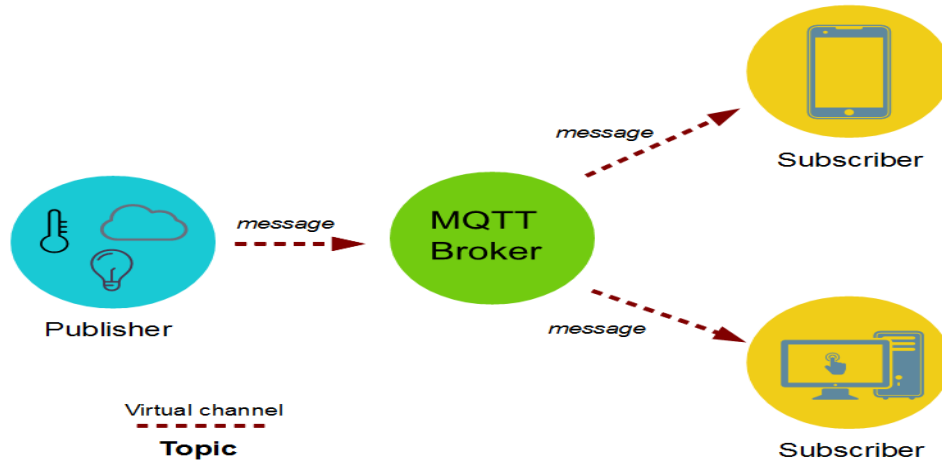 message
Subscriber
message
MQTT
Broker
Publisher
message
Virtual channel
Topic
Subscriber